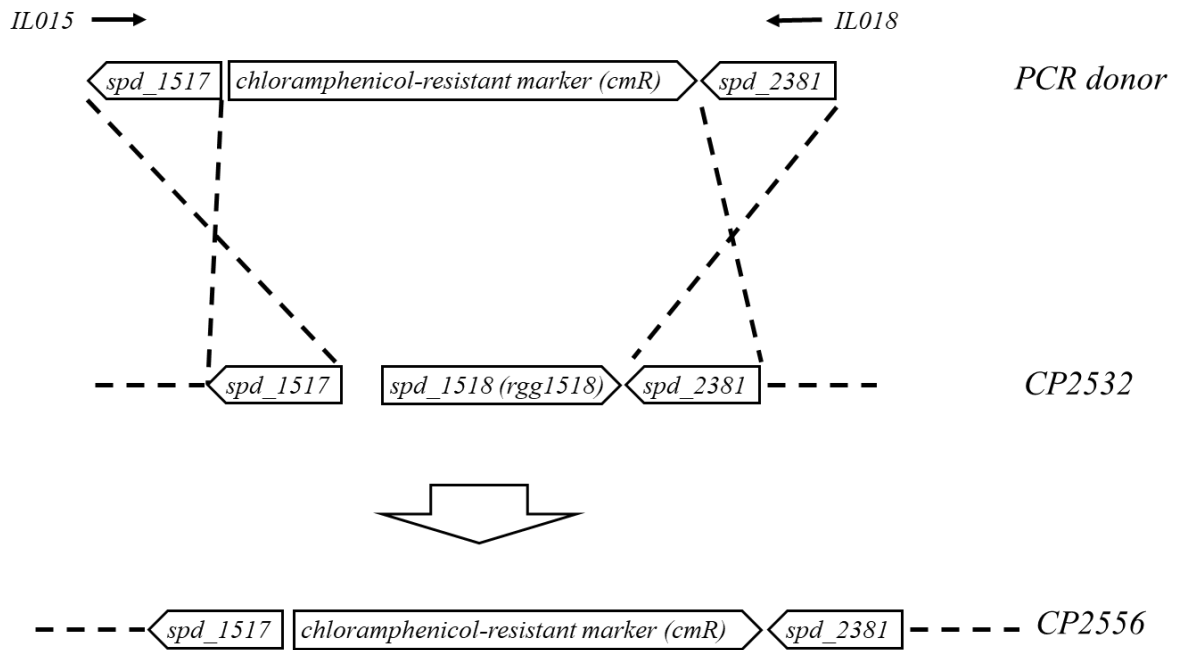 IL015
IL018
spd_1517
chloramphenicol-resistant marker (cmR)
spd_2381
PCR donor
spd_1517
spd_1518 (rgg1518)
spd_2381
CP2532
spd_1517
chloramphenicol-resistant marker (cmR)
spd_2381
CP2556